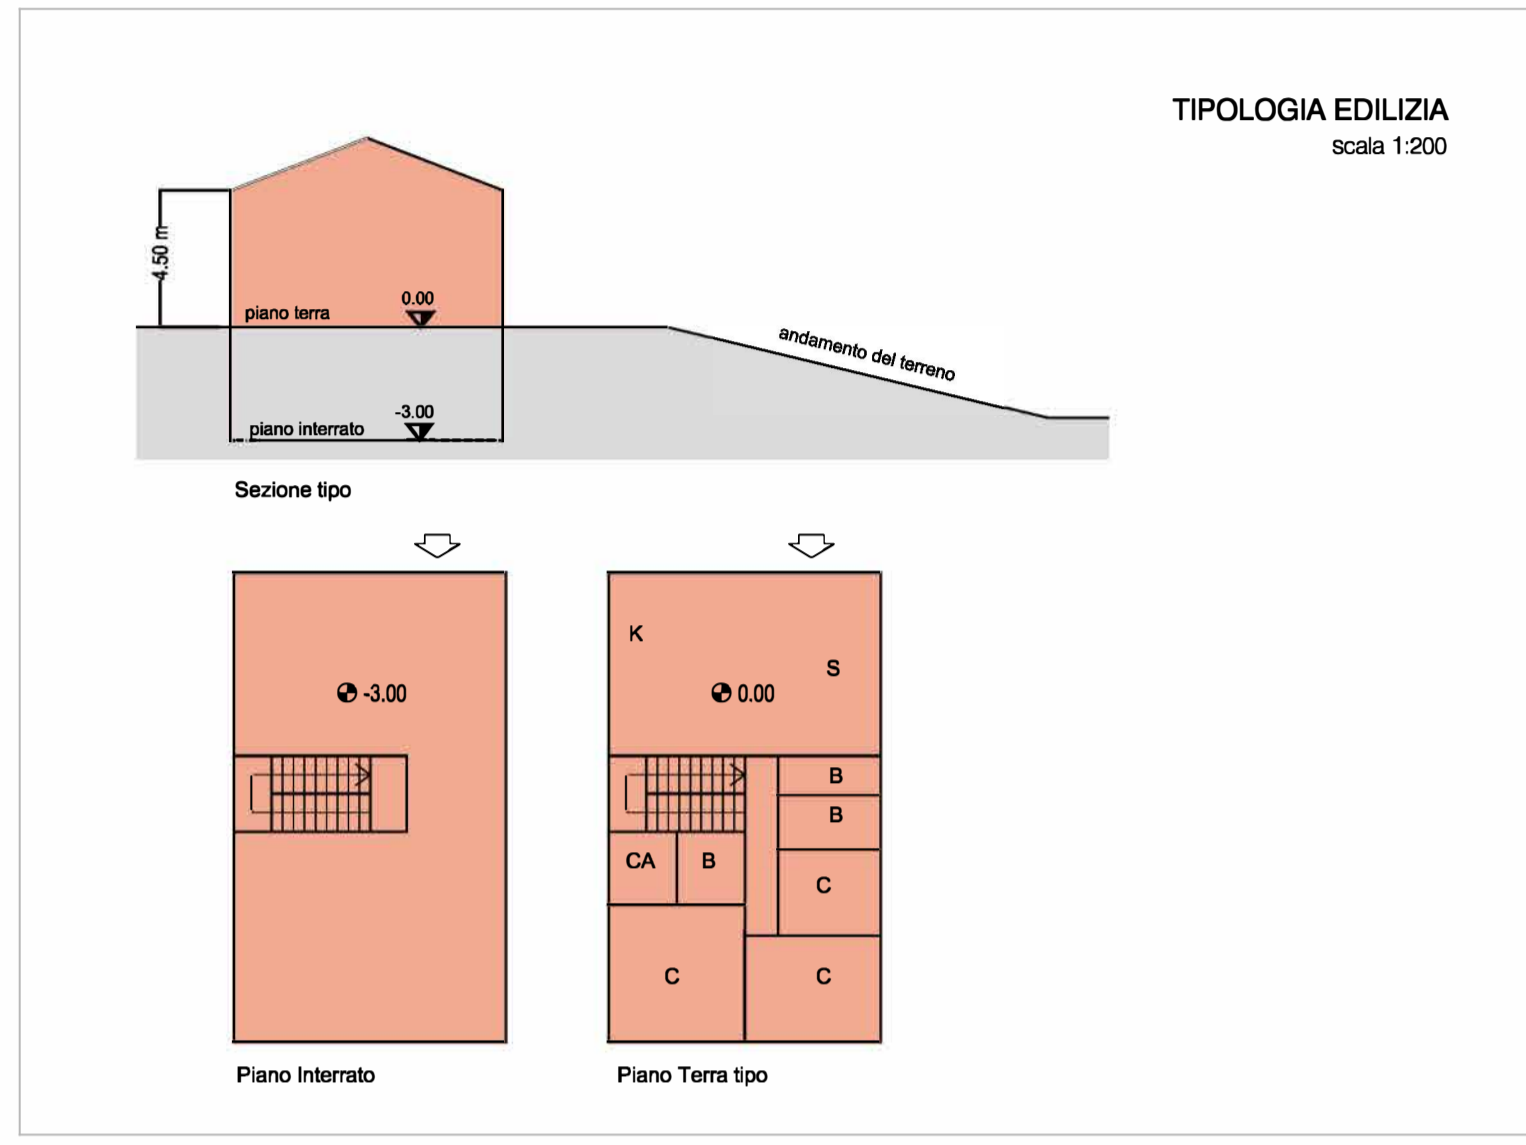 TIPOLOGIA EDILIZIA
scala 1:200
4.50 m
piano terra
0.00
andamento del terreno
-3.00
piano interrato
Sezione tipo
K
S
-3.00
0.00
B
B
CA
B
C
C
C
Piano Interrato
Piano Terra tipo